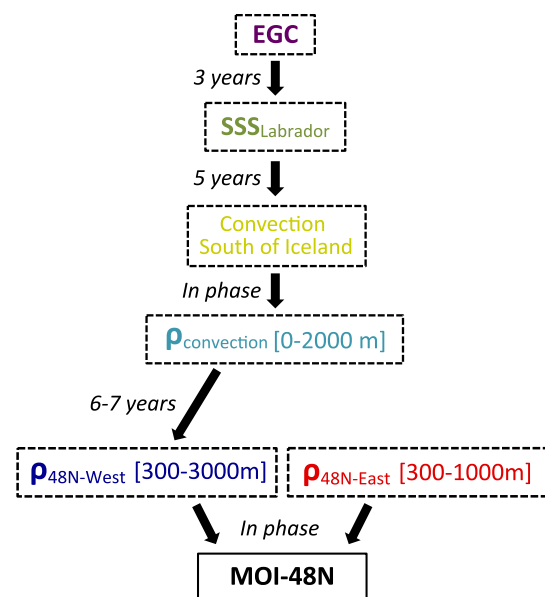 EGC
3 years
SSSLabrador
5 years
Convection
South of Iceland
In phase
ρconvection [0-2000 m]
6-7 years
ρ48N-West [300-3000m]
ρ48N-East [300-1000m]
In phase
MOI-48N